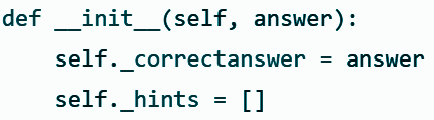 def __init__(self, answer):
    self._correctanswer = answer
    self._hints = []